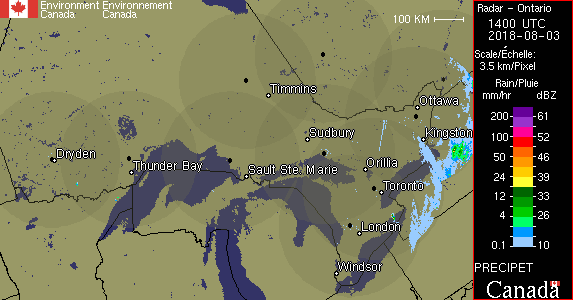 Environment Environnement
Canada Canada
100 KM
Timmins
Ottawa
Sudbury
Kingston
Dryden
Thunder Bay
Sault Ste. Marie
Orillia
Toronto
London
Windsor
Radar - Ontario
1400 UTC
2018-08-03
Scale/Échelle:
3.5 km/Pixel
Rain/Pluie
mm/hr dBZ
200 61
100 52
50 46
24 39
12 33
4 26
0.1 10
PRECIPET
Canada